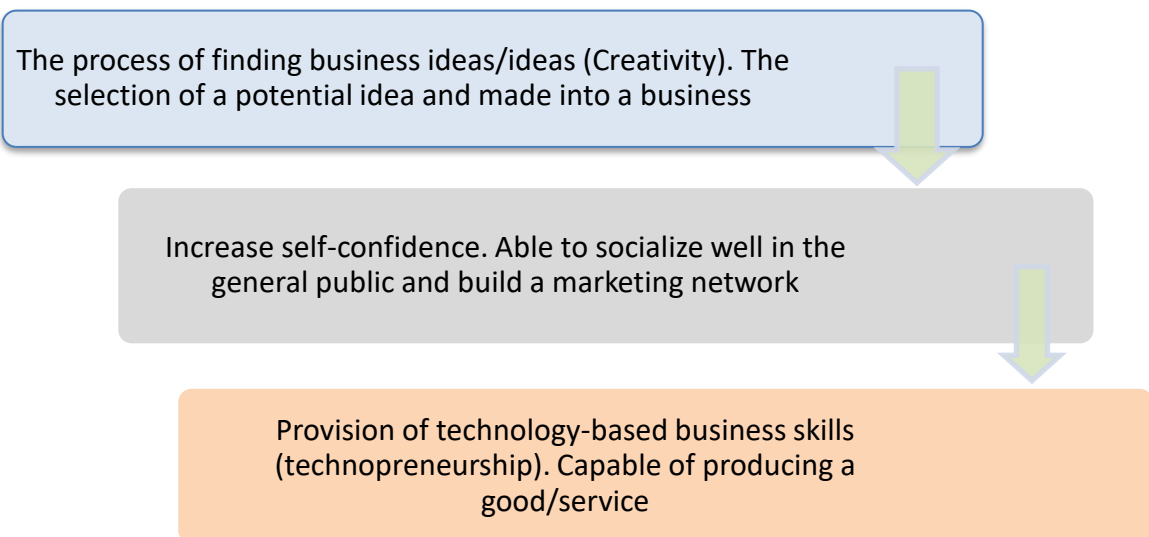 The process of finding business ideas/ideas (Creativity). The
selection of a potential idea and made into a business
Increase self-confidence. Able to socialize well in the
general public and build a marketing network
Provision of technology-based business skills
(technopreneurship). Capable of producing a
good/service